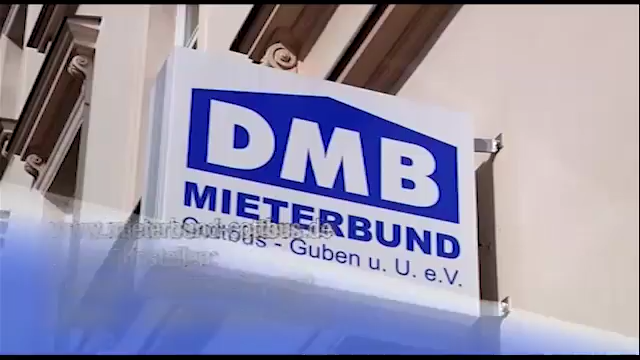 DMB
MIETERBUND
Cottbus - Guben u. U. e.V.
www.mieterbund-cottbus.de